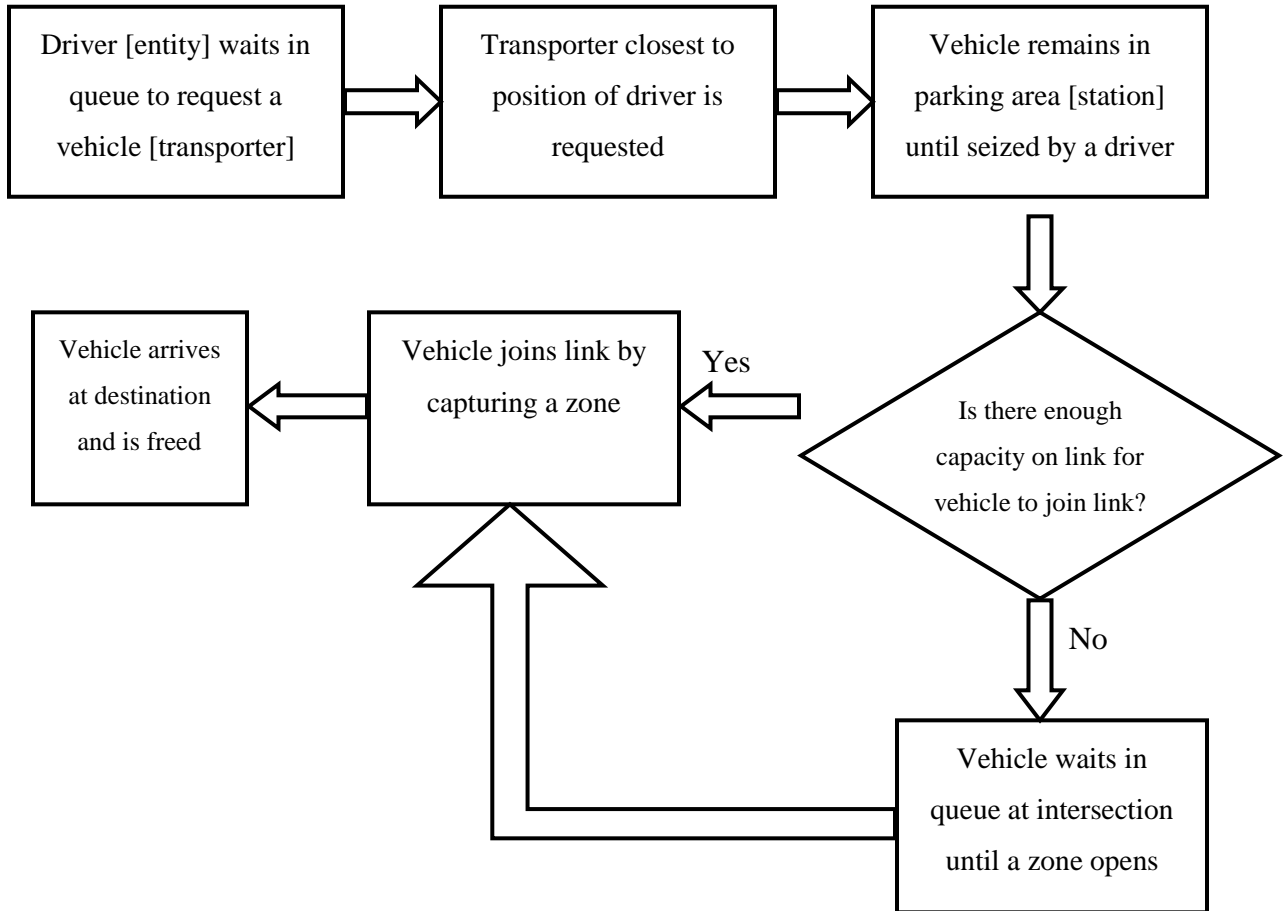 Driver [entity] waits in
queue to request a
vehicle [transporter]
Transporter closest to
position of driver is
requested
Vehicle remains in
parking area [station]
until seized by a driver
Is there enough
capacity on link for
vehicle to join link?
Yes
Vehicle joins link by
capturing a zone
Vehicle arrives
at destination
and is freed
No
Vehicle waits in
queue at intersection
until a zone opens